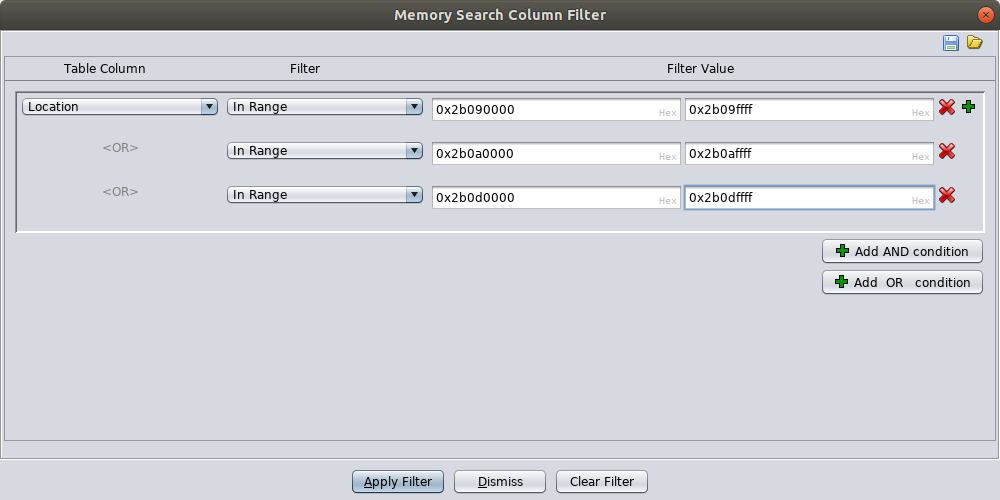 Memory Search Column Filter
Table Column Filter Filter Value
Location In Range 0x2b090000 Hex 0x2b09ffff Hex
<OR> In Range 0x2b0a0000 Hex 0x2b0affff Hex
<OR> In Range 0x2b0d0000 Hex 0x2b0dffff Hex
Add AND condition
Add OR condition
Apply Filter Dismiss Clear Filter